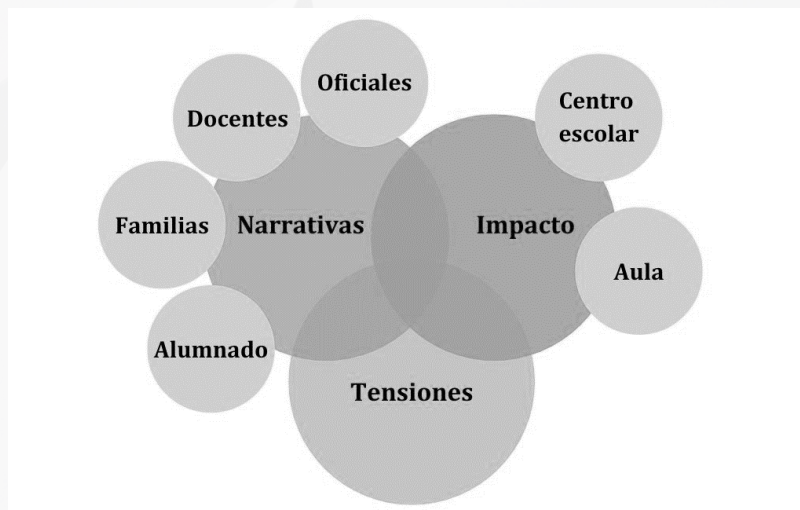 Oficiales
Docentes
Centro
escolar
Familias
Narrativas
Impacto
Aula
Alumnado
Tensiones